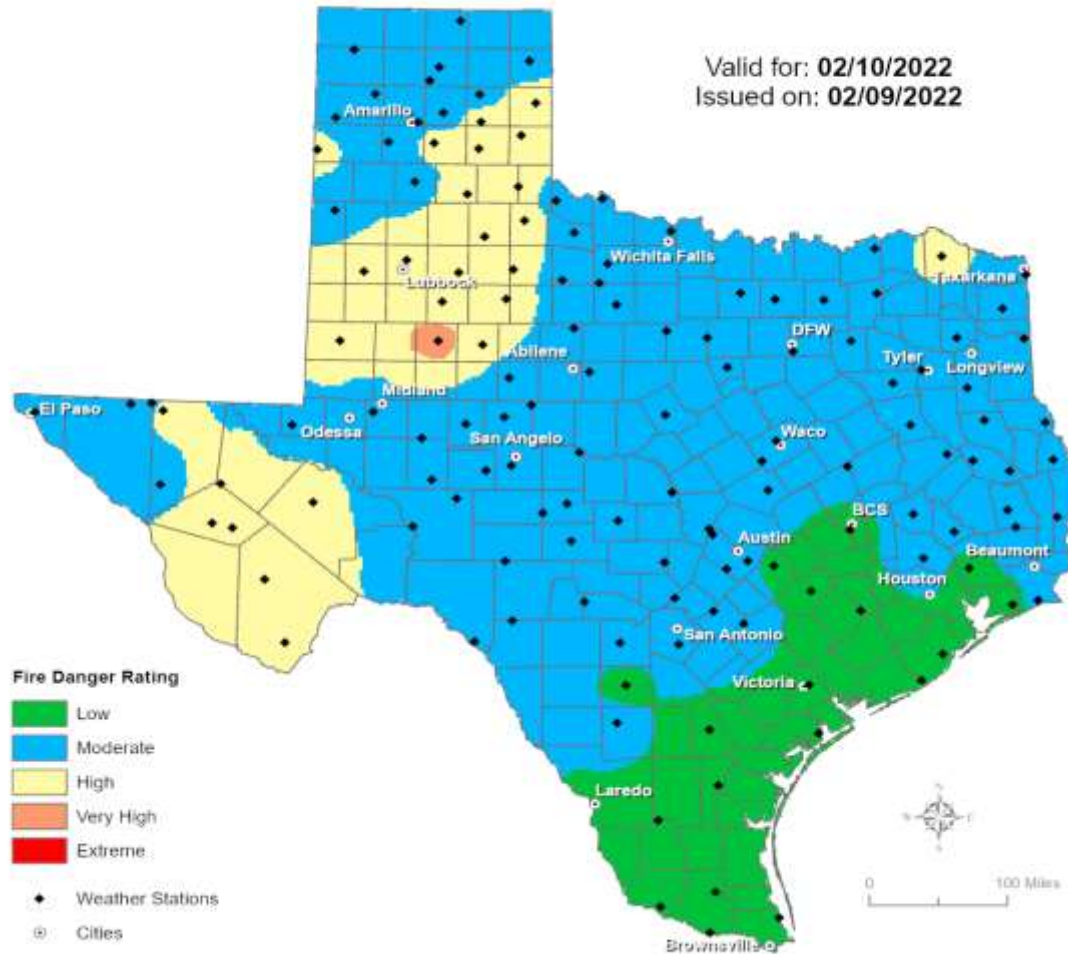 Valid for: 02/10/2022
Issued on: 02/09/2022
Amarillo
Wichita Falls
Lubbock
Texarkana
DFW
Abilene
Tyler
Longview
Midland
El Paso
Odessa
San Angelo
Waco
BCS
Austin
Beaumont
Houston
San Antonio
Victoria
Laredo
Brownsville
Fire Danger Rating
Low
Moderate
High
Very High
Extreme
Weather Stations
Cities
N
E
S
W
0 100 Miles